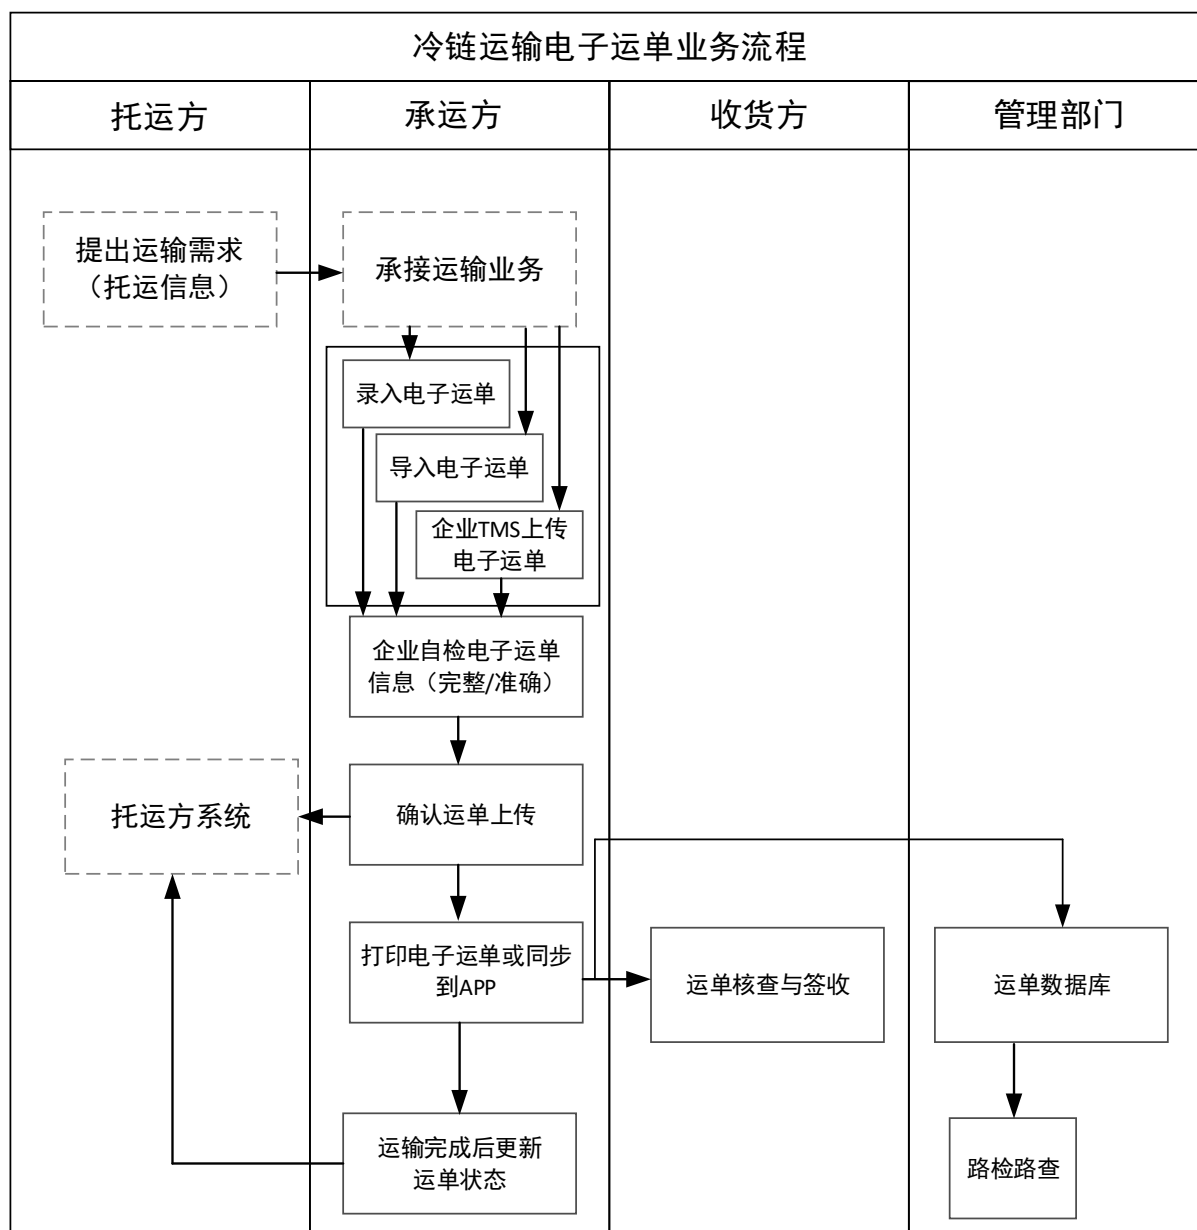 冷链运输电子运单业务流程
托运方
承运方
收货方
管理部门
提出运输需求
（托运信息）
承接运输业务
录入电子运单
导入电子运单
企业TMS上传
电子运单
企业自检电子运单
信息（完整/准确）
托运方系统
确认运单上传
打印电子运单或同步
到APP
运单核查与签收
运单数据库
运输完成后更新
运单状态
路检路查